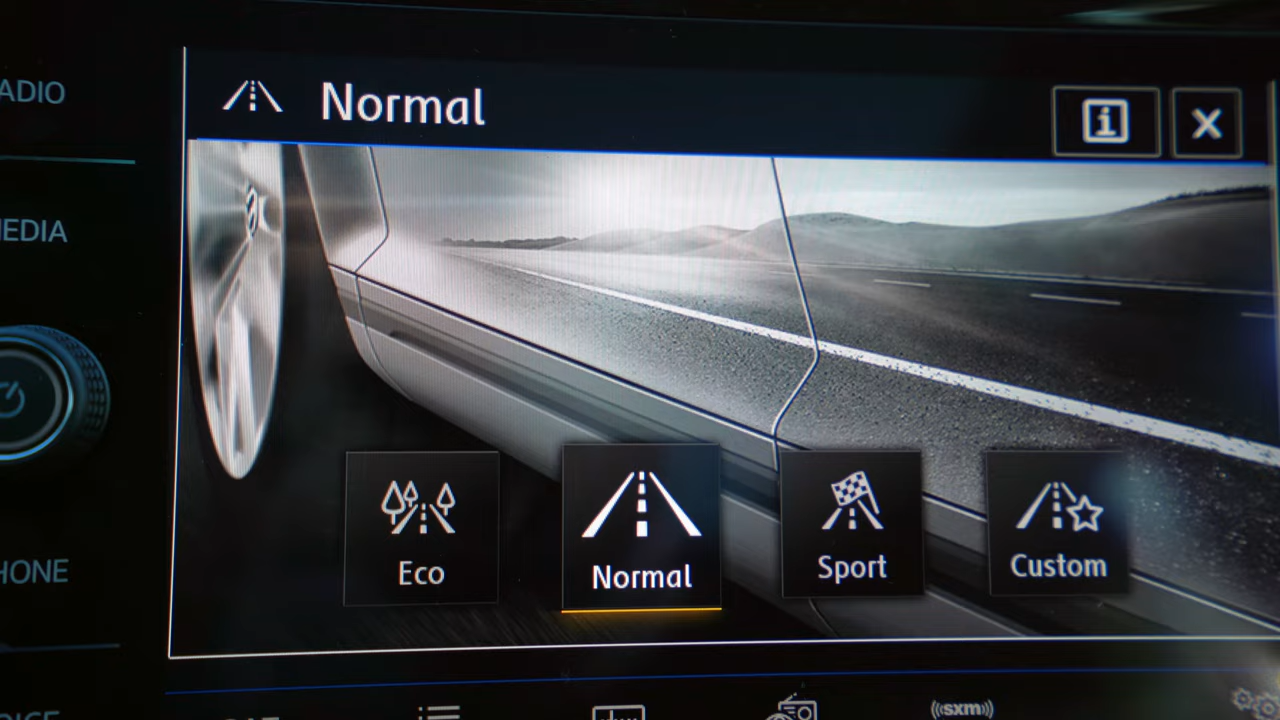 Normal
i
X
ADIO
EDIA
HONE
Eco
Normal
Sport
Custom
((sxm))